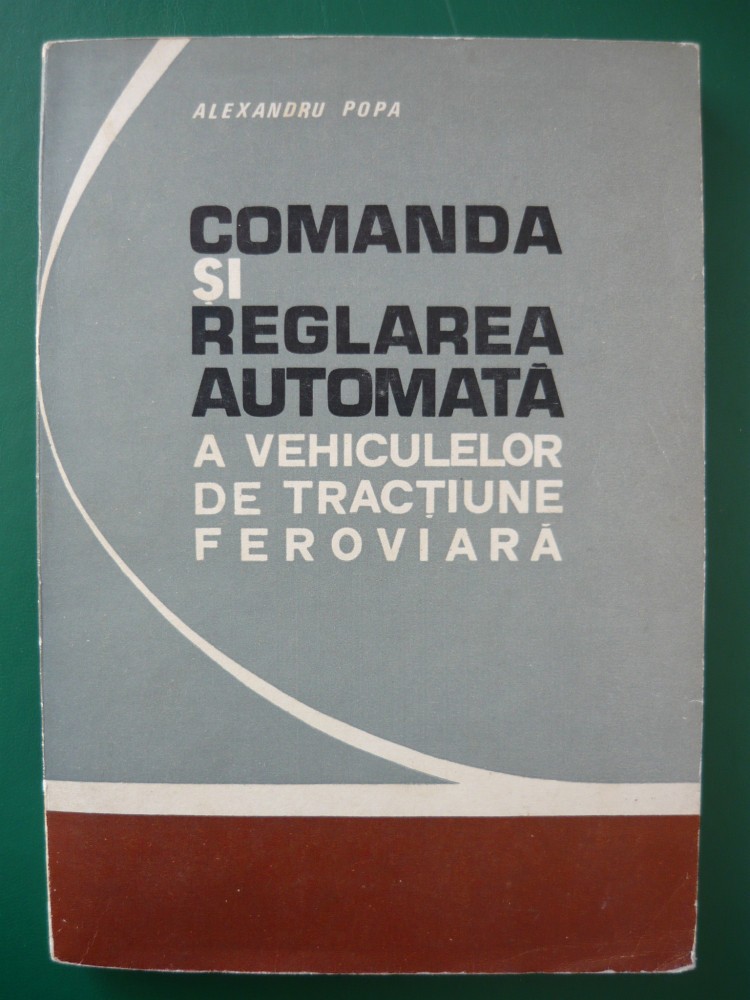 ALEXANDRU POPA
COMANDA
ȘI
REGLAREA
AUTOMATĂ
A VEHICULELOR
DE TRACȚIUNE
FEROVIARĂ